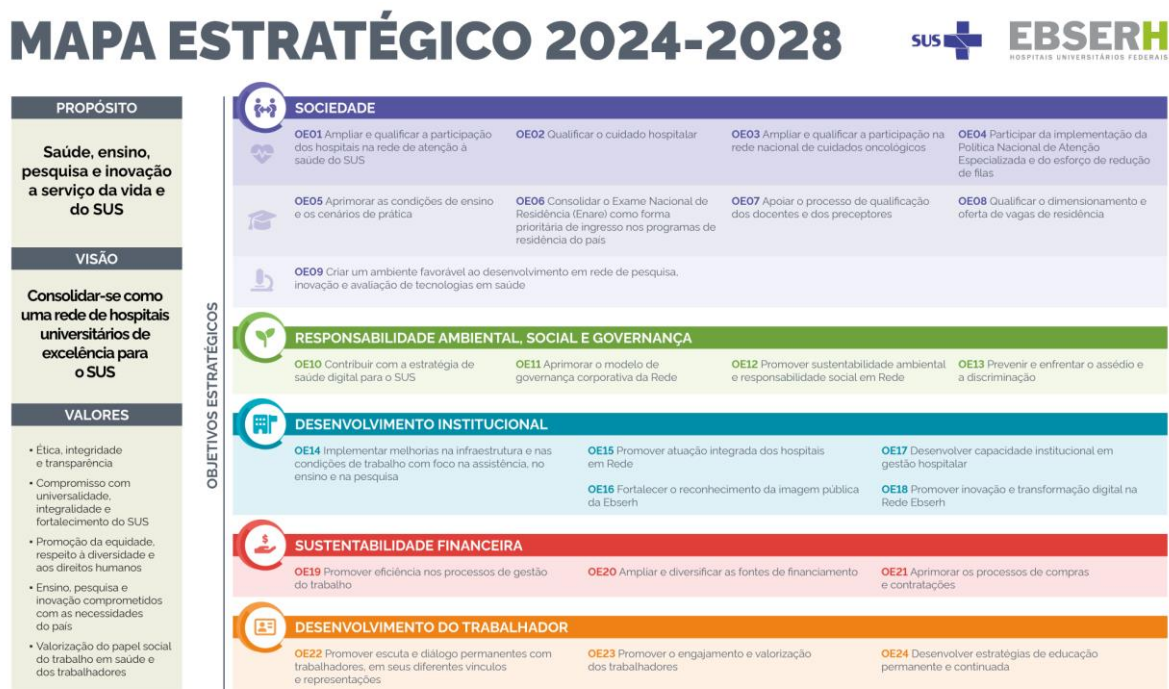 MAPA ESTRATÉGICO 2024-2028
SUS
EBSERH
HOSPITAIS UNIVERSITÁRIOS FEDERAIS
PROPÓSITO
Saúde, ensino,
pesquisa e inovação
a serviço da vida e
do SUS
VISÃO
Consolidar-se como
uma rede de hospitais
universitários de
excelência para
o SUS
VALORES
• Ética, integridade
e transparência
• Compromisso com
universalidade,
integralidade e
fortalecimento do SUS
• Promoção da equidade,
respeito à diversidade e
aos direitos humanos
• Ensino, pesquisa e
inovação comprometidos
com as necessidades
do país
• Valorização do papel social
do trabalho em saúde e
dos trabalhadores
OBJETIVOS ESTRATÉGICOS
SOCIEDADE
OE01 Ampliar e qualificar a participação
dos hospitais na rede de atenção à
saúde do SUS
OE02 Qualificar o cuidado hospitalar
OE03 Ampliar e qualificar a participação na
rede nacional de cuidados oncológicos
OE04 Participar da implementação da
Política Nacional de Atenção
Especializada e do esforço de redução
de filas
OE05 Aprimorar as condições de ensino
e os cenários de prática
OE06 Consolidar o Exame Nacional de
Residência (Enare) como forma
prioritária de ingresso nos programas de
residência do país
OE07 Apoiar o processo de qualificação
dos docentes e dos preceptores
OE08 Qualificar o dimensionamento e
oferta de vagas de residência
OE09 Criar um ambiente favorável ao desenvolvimento em rede de pesquisa,
inovação e avaliação de tecnologias em saúde
RESPONSABILIDADE AMBIENTAL, SOCIAL E GOVERNANÇA
OE10 Contribuir com a estratégia de
saúde digital para o SUS
OE11 Aprimorar o modelo de
governança corporativa da Rede
OE12 Promover sustentabilidade ambiental
e responsabilidade social em Rede
OE13 Prevenir e enfrentar o assédio e
a discriminação
DESENVOLVIMENTO INSTITUCIONAL
OE14 Implementar melhorias na infraestrutura e nas
condições de trabalho com foco na assistência, no
ensino e na pesquisa
OE15 Promover atuação integrada dos hospitais
em Rede
OE16 Fortalecer o reconhecimento da imagem pública
da Ebserh
OE17 Desenvolver capacidade institucional em
gestão hospitalar
OE18 Promover inovação e transformação digital na
Rede Ebserh
SUSTENTABILIDADE FINANCEIRA
OE19 Promover eficiência nos processos de gestão
do trabalho
OE20 Ampliar e diversificar as fontes de financiamento
OE21 Aprimorar os processos de compras
e contratações
DESENVOLVIMENTO DO TRABALHADOR
OE22 Promover escuta e diálogo permanentes com
trabalhadores, em seus diferentes vínculos
e representações
OE23 Promover o engajamento e valorização
dos trabalhadores
OE24 Desenvolver estratégias de educação
permanente e continuada